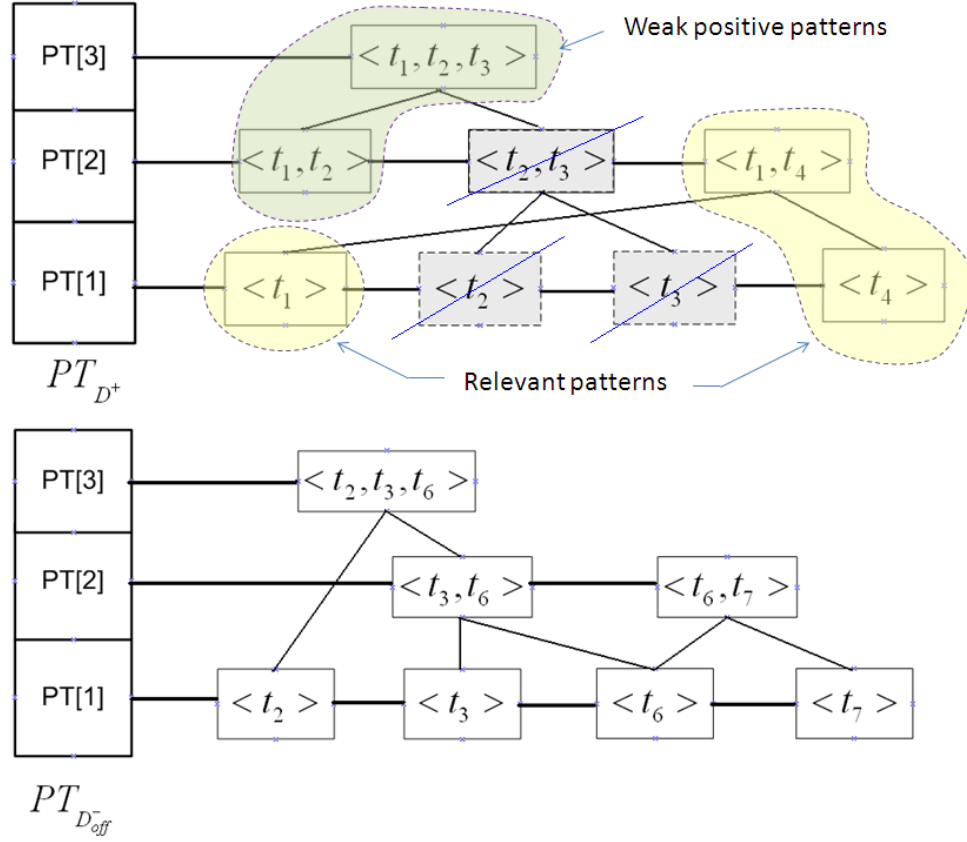 Weak positive patterns
PT[3] < t₁, t₂, t₃ >
PT[2] < t₁, t₂ > < t₂, t₃ > < t₁, t₄ >
PT[1] < t₁ > < t₂ > < t₃ > < t₄ >
PT_{D⁺} Relevant patterns
PT[3] < t₂, t₃, t₆ >
PT[2] < t₃, t₆ > < t₆, t₇ >
PT[1] < t₂ > < t₃ > < t₆ > < t₇ >
PT_{D⁻_{off}}